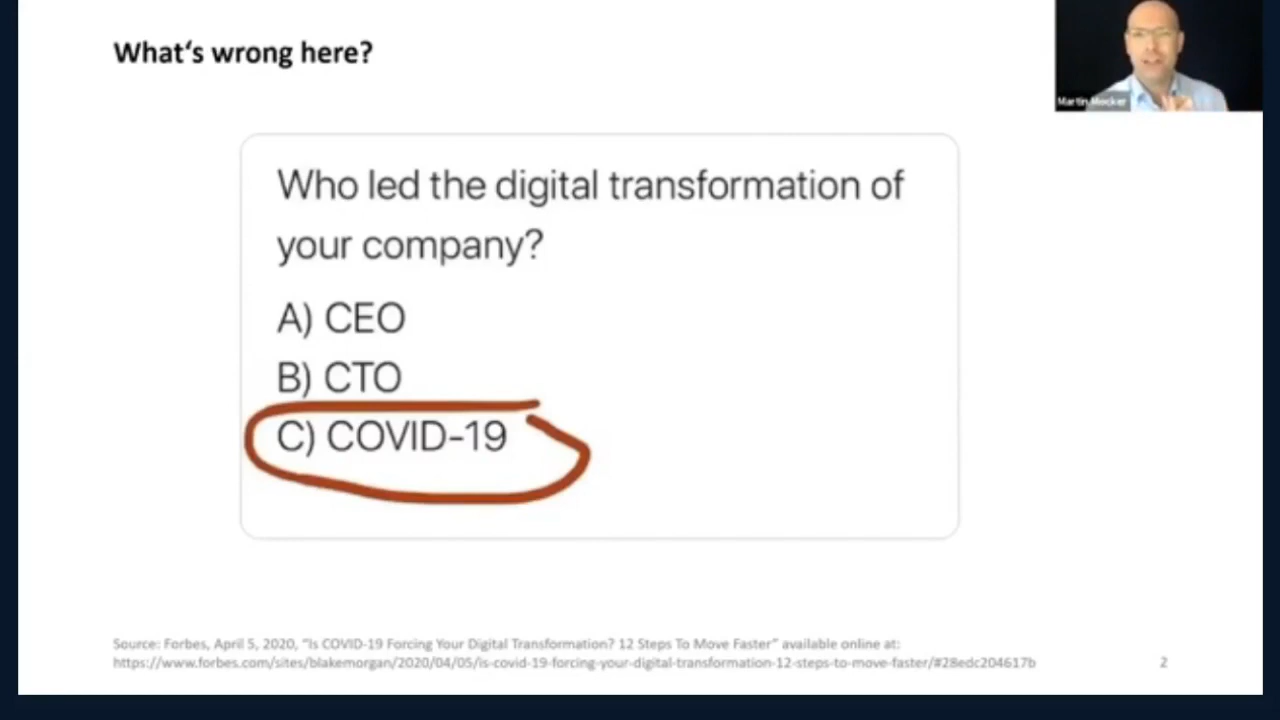 What's wrong here?
Martin Mocker
Who led the digital transformation of
your company?
A) CEO
B) CTO
C) COVID-19
Source: Forbes, April 5, 2020, "Is COVID-19 Forcing Your Digital Transformation? 12 Steps To Move Faster" available online at:
https://www.forbes.com/sites/blakemorgan/2020/04/05/is-covid-19-forcing-your-digital-transformation-12-steps-to-move-faster/#28edc204617b
2